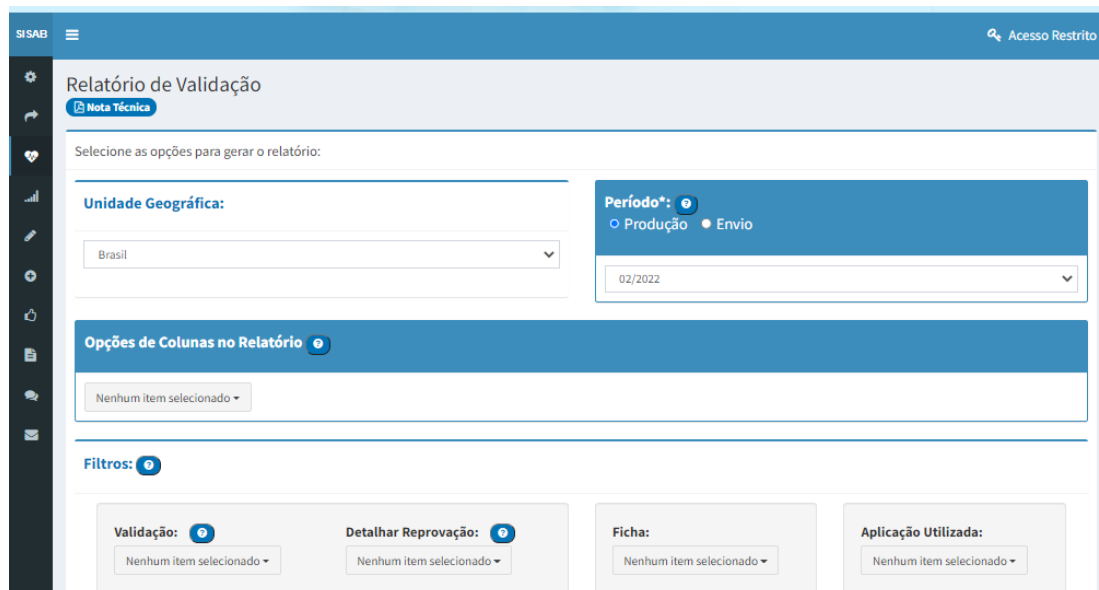 SISAB
Acesso Restrito
Relatório de Validação
Nota Técnica
Selecione as opções para gerar o relatório:
Unidade Geográfica:
Brasil
Período*: ?
Produção Envio
02/2022
Opções de Colunas no Relatório ?
Nenhum item selecionado
Filtros: ?
Validação: ? Detalhar Reprovação: ? Ficha: Aplicação Utilizada:
Nenhum item selecionado Nenhum item selecionado Nenhum item selecionado Nenhum item selecionado